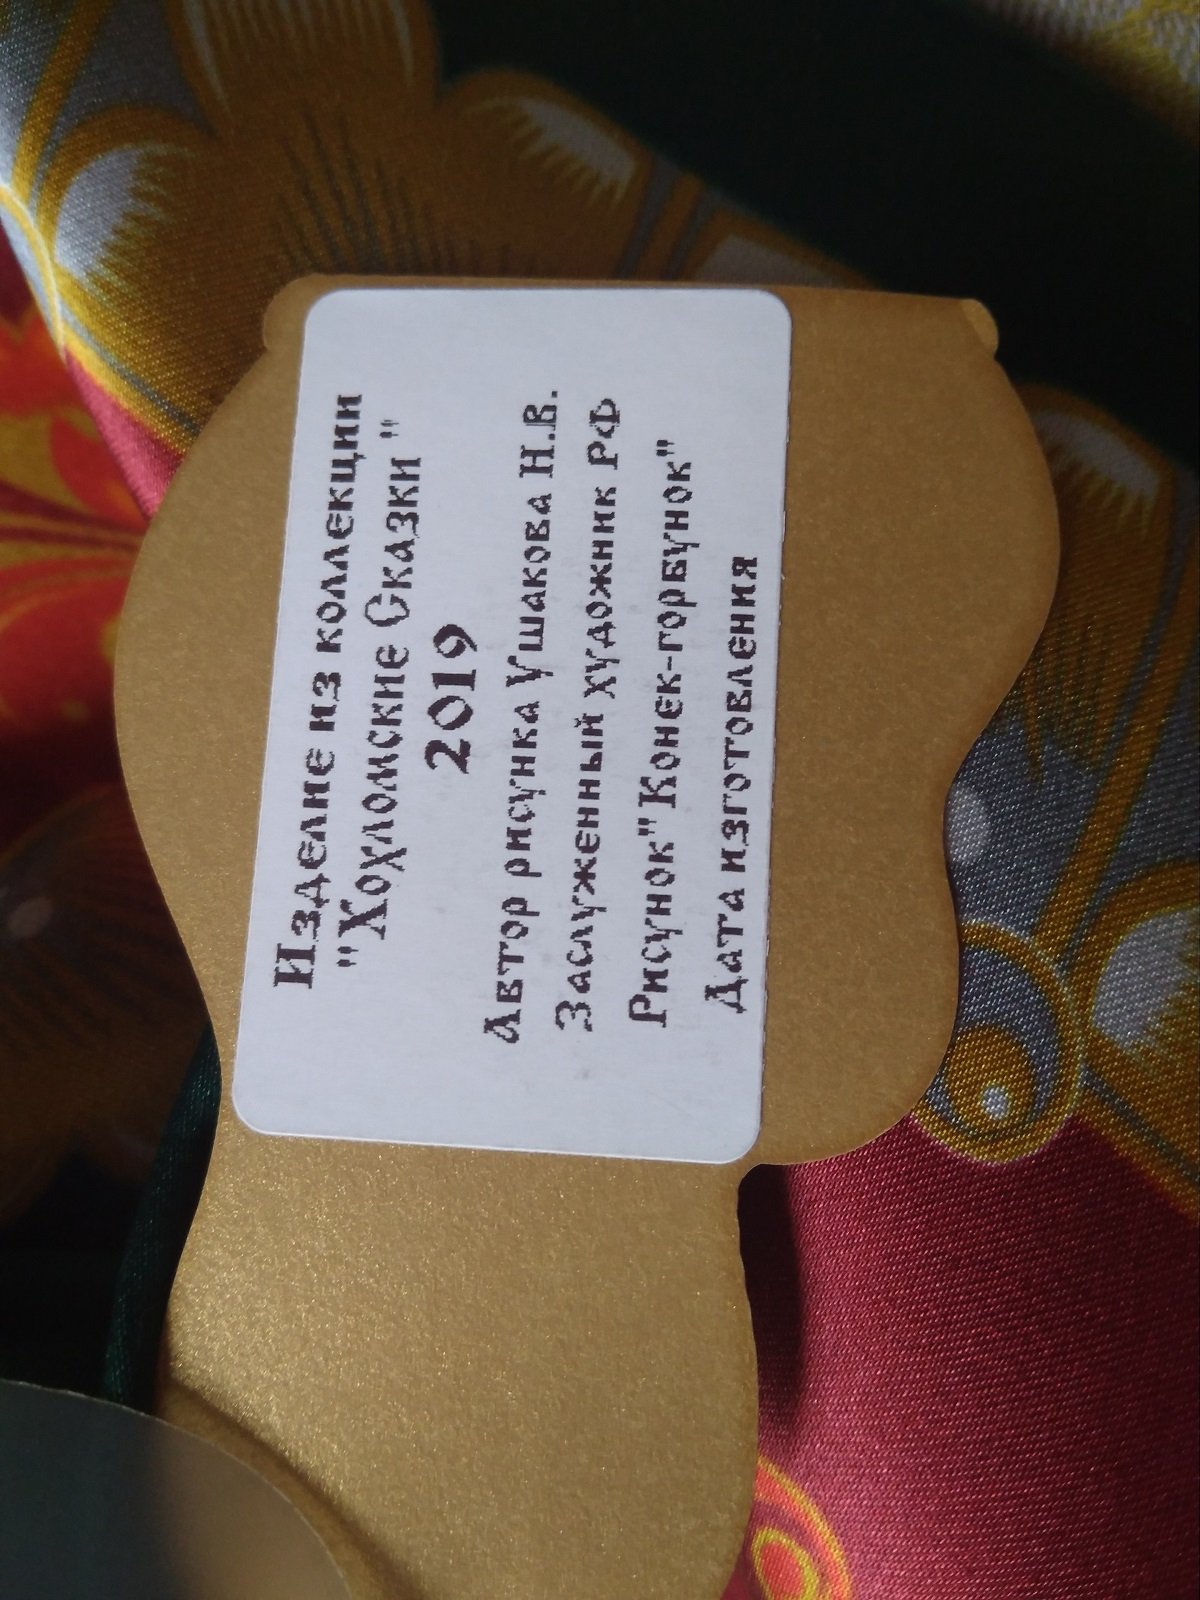 Изделие из коллекции
"Хохломские Сказки "
2019
Автор рисунка Ушакова Н.В.
Заслуженный художник РФ
Рисунок"Конек-горбунок"
Дата изготовления